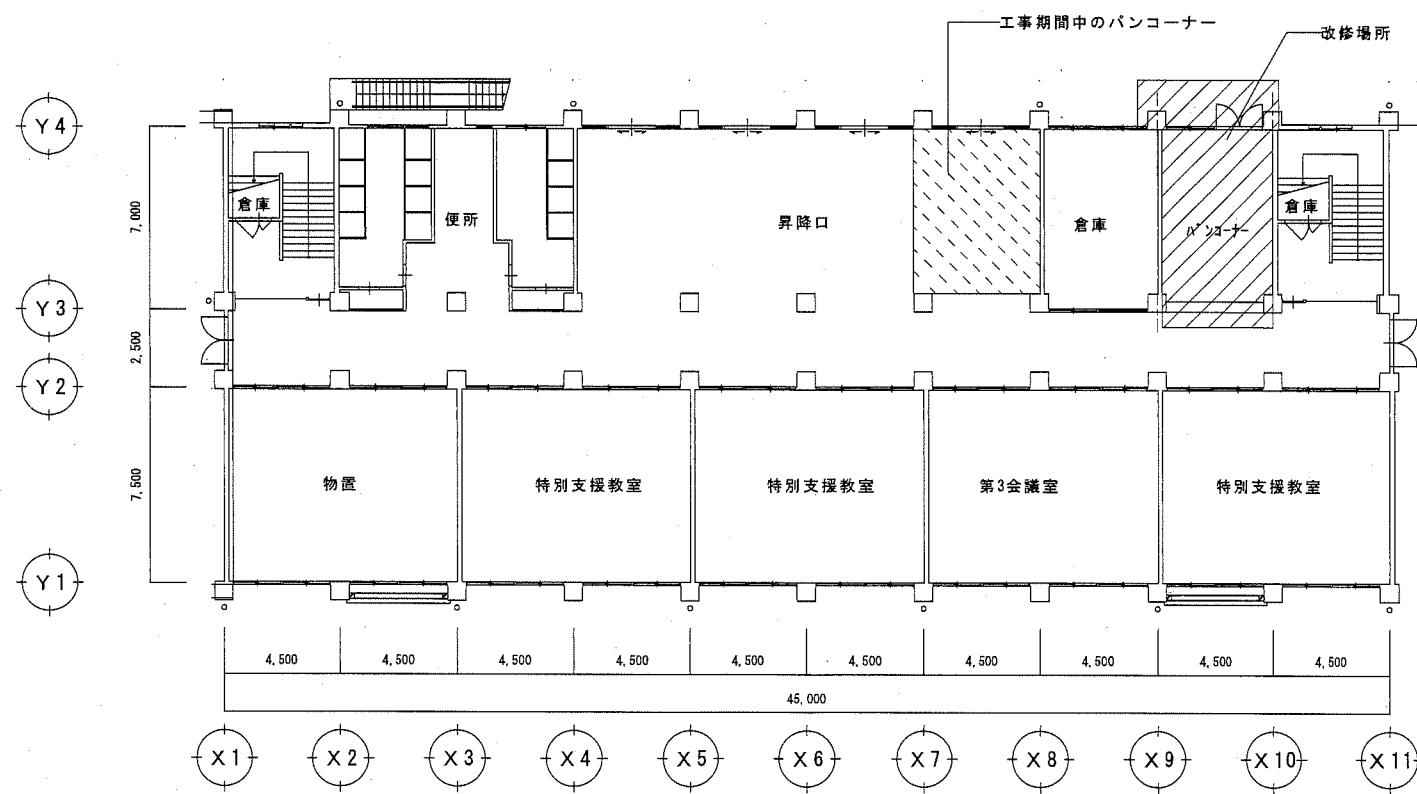 工事期間中のパンコーナー
改修場所
Y4
倉庫
便所
昇降口
倉庫
パンコーナー
倉庫
7,000
Y3
2,500
Y2
7,500
物置
特別支援教室
特別支援教室
第3会議室
特別支援教室
Y1
4,500 4,500 4,500 4,500 4,500 4,500 4,500 4,500 4,500 4,500
45,000
X1 X2 X3 X4 X5 X6 X7 X8 X9 X10 X11